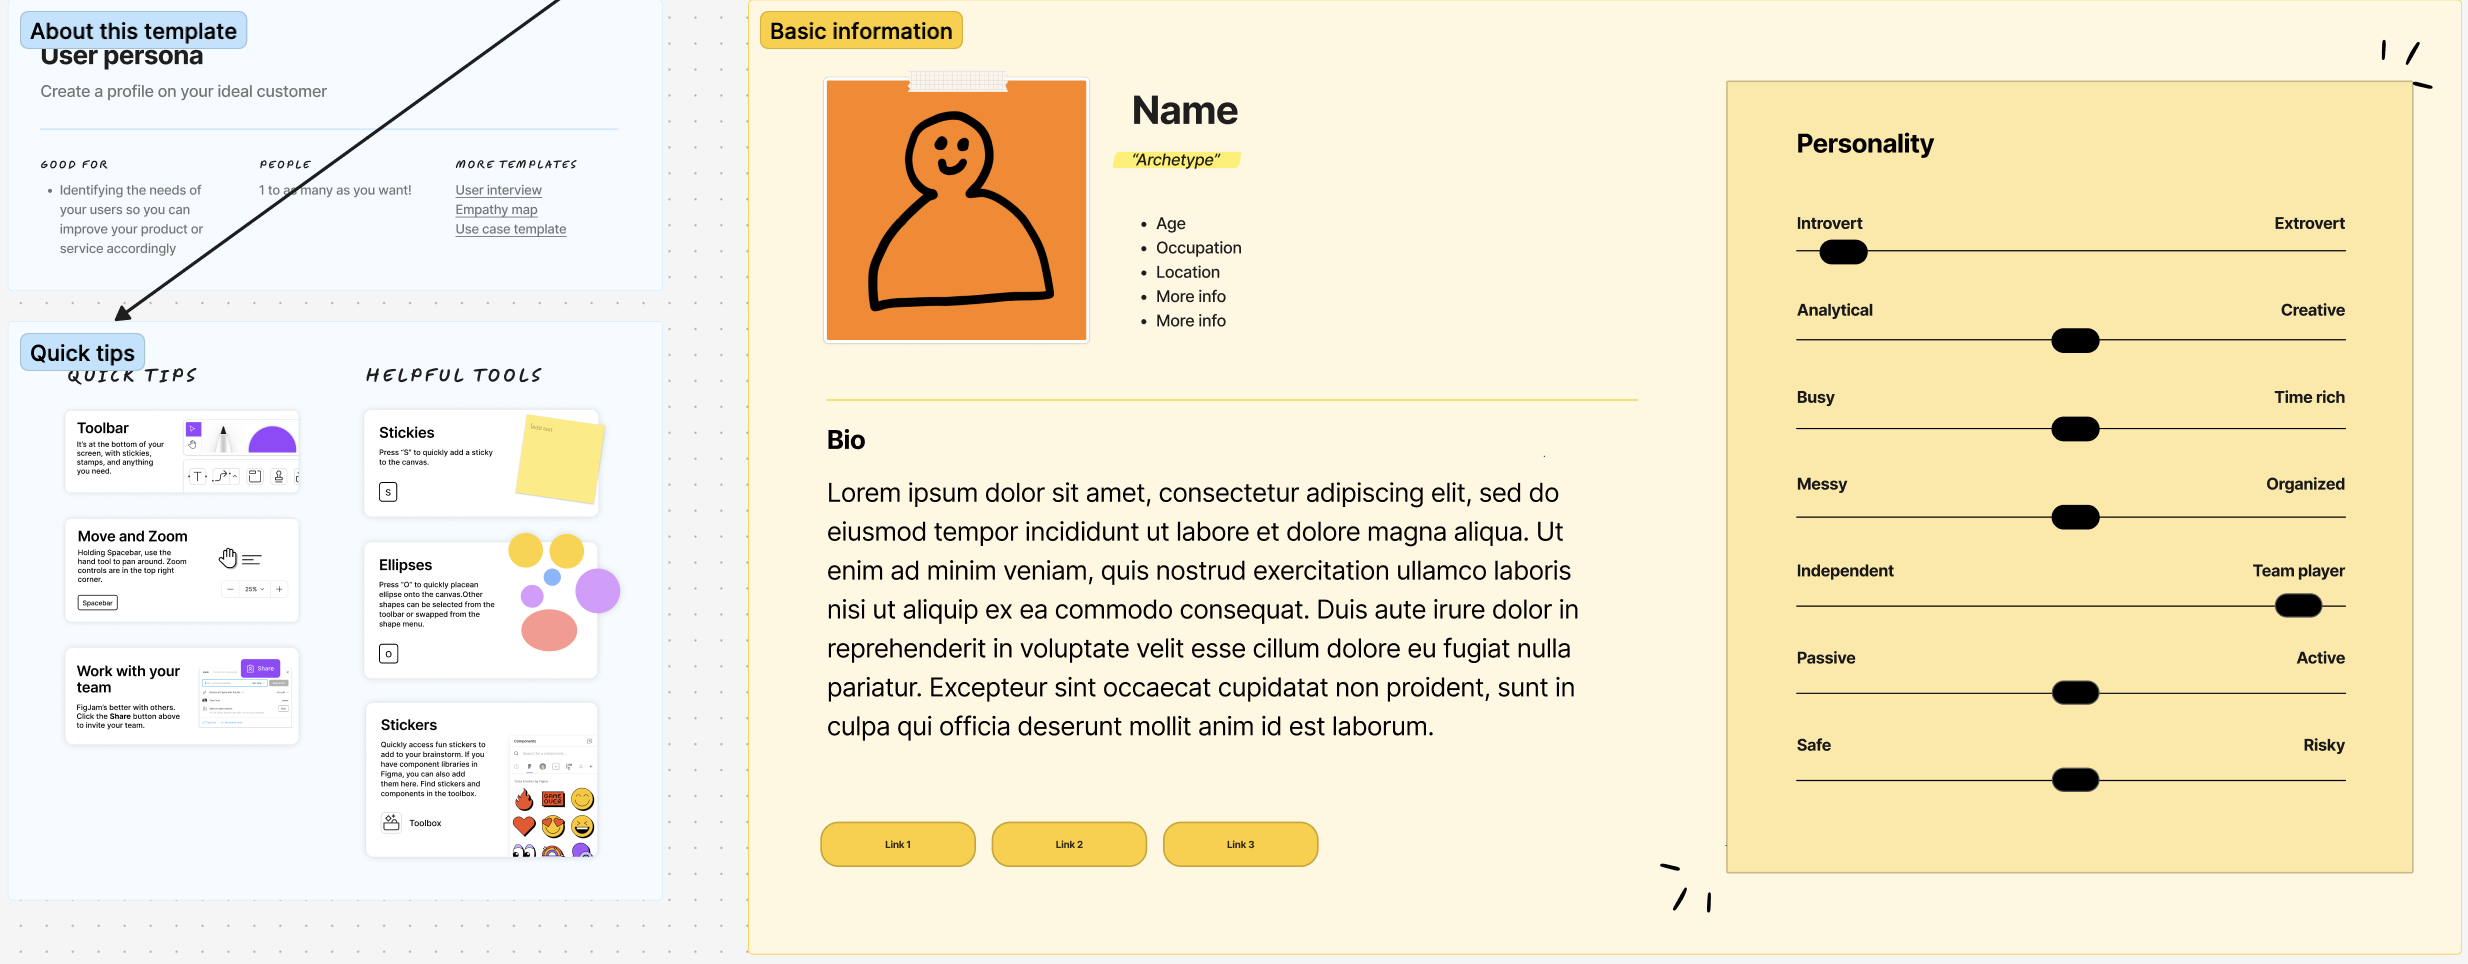 About this template
User persona
Create a profile on your ideal customer
GOOD FOR
Identifying the needs of
your users so you can
improve your product or
service accordingly
PEOPLE
1 to as many as you want!
MORE TEMPLATES
User interview
Empathy map
Use case template
Quick tips
QUICK TIPS
Toolbar
It's at the bottom of your
screen, with stickies,
stamps, and anything
you need.
T
Move and Zoom
Holding Spacebar, use the
hand tool to pan around. Zoom
controls are in the top right
corner.
Spacebar
25%
Work with your
team
FigJam's better with others.
Click the Share button above
to invite your team.
Share
HELPFUL TOOLS
Stickies
Press "S" to quickly add a sticky
to the canvas.
S
Add text
Ellipses
Press "O" to quickly placean
ellipse onto the canvas.Other
shapes can be selected from the
toolbar or swapped from the
shape menu.
O
Stickers
Quickly access fun stickers to
add to your brainstorm. If you
have component libraries in
Figma, you can also add
them here. Find stickers and
components in the toolbox.
Toolbox
Components
GAME
OVER
Basic information
Name
“Archetype”
Age
Occupation
Location
More info
More info
Bio
Lorem ipsum dolor sit amet, consectetur adipiscing elit, sed do
eiusmod tempor incididunt ut labore et dolore magna aliqua. Ut
enim ad minim veniam, quis nostrud exercitation ullamco laboris
nisi ut aliquip ex ea commodo consequat. Duis aute irure dolor in
reprehenderit in voluptate velit esse cillum dolore eu fugiat nulla
pariatur. Excepteur sint occaecat cupidatat non proident, sunt in
culpa qui officia deserunt mollit anim id est laborum.
Link 1
Link 2
Link 3
Personality
Introvert Extrovert
Analytical Creative
Busy Time rich
Messy Organized
Independent Team player
Passive Active
Safe Risky